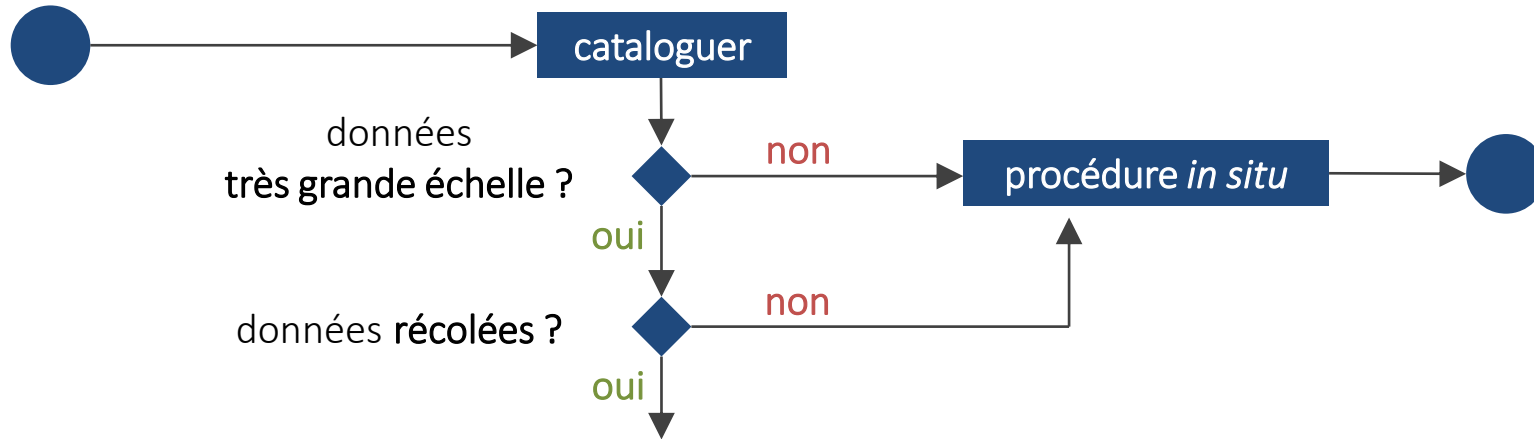 cataloguer
données
très grande échelle ?
non
procédure in situ
oui
données récolées ?
non
oui